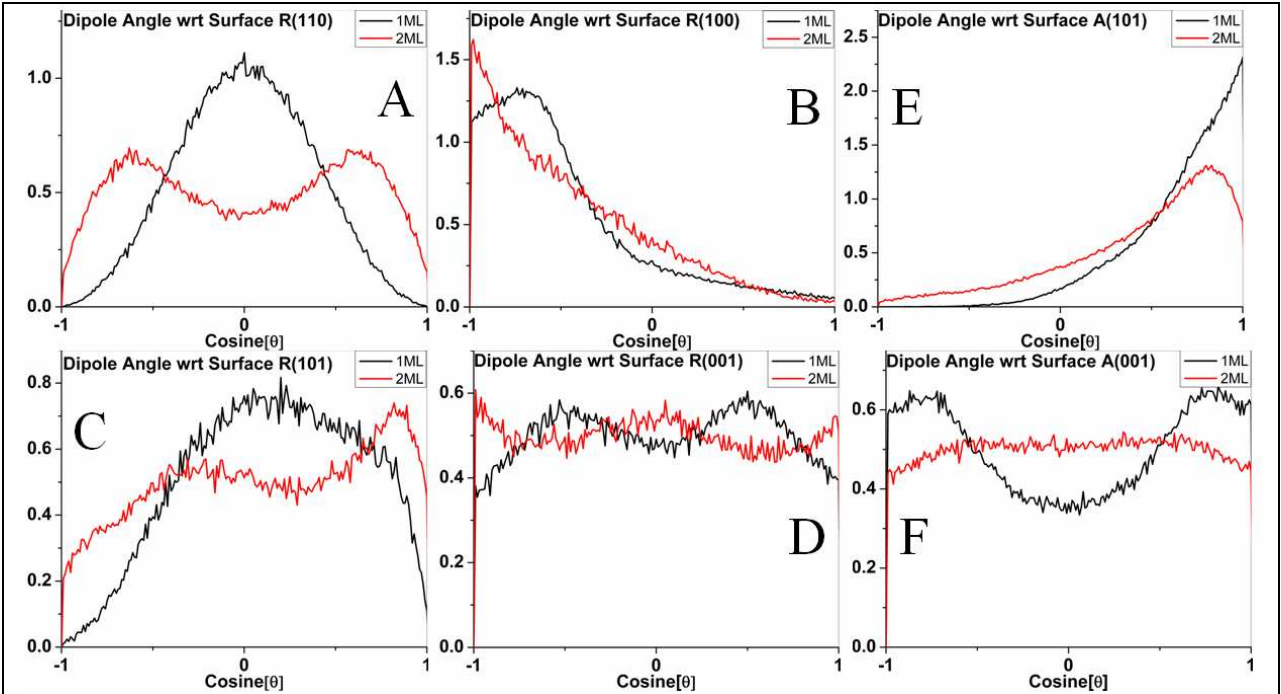 Dipole Angle wrt Surface R(110)
1ML
2ML
A
1.0
0.5
0.0
-1
0
1
Cosine[θ]
Dipole Angle wrt Surface R(100)
1ML
2ML
B
1.5
1.0
0.5
0.0
-1
0
1
Cosine[θ]
Dipole Angle wrt Surface A(101)
1ML
2ML
E
2.5
2.0
1.5
1.0
0.5
0.0
-1
0
1
Cosine[θ]
Dipole Angle wrt Surface R(101)
1ML
2ML
C
0.8
0.6
0.4
0.2
0.0
-1
0
1
Cosine[θ]
Dipole Angle wrt Surface R(001)
1ML
2ML
D
0.6
0.4
0.2
0.0
-1
0
1
Cosine[θ]
Dipole Angle wrt Surface A(001)
1ML
2ML
F
0.6
0.4
0.2
0.0
-1
0
1
Cosine[θ]